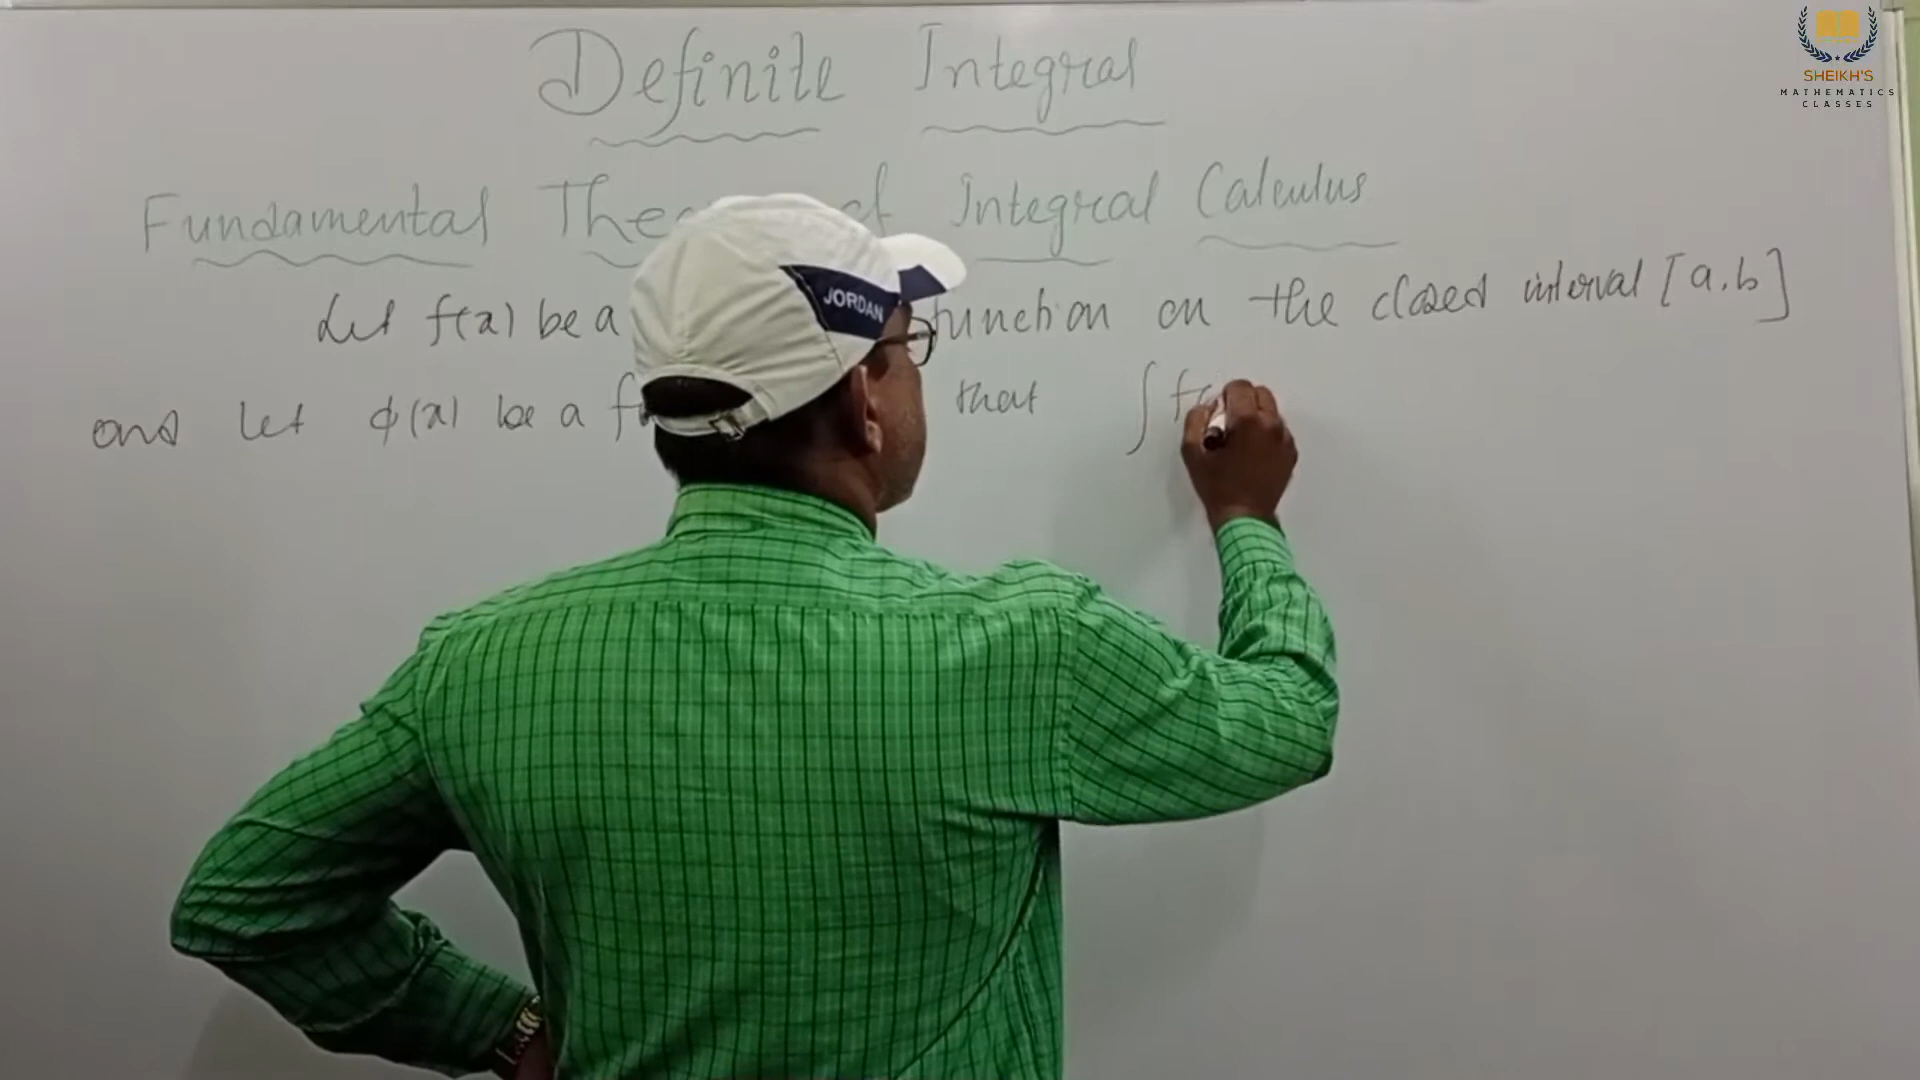 Definite Integral
Fundamental of Integral Calculus
Let f(x) be a function on the closed interval [a,b]
and let ϕ(x) be a that ∫ f(
JORDAN
SHEIKH'S
MATHEMATICS
CLASSES